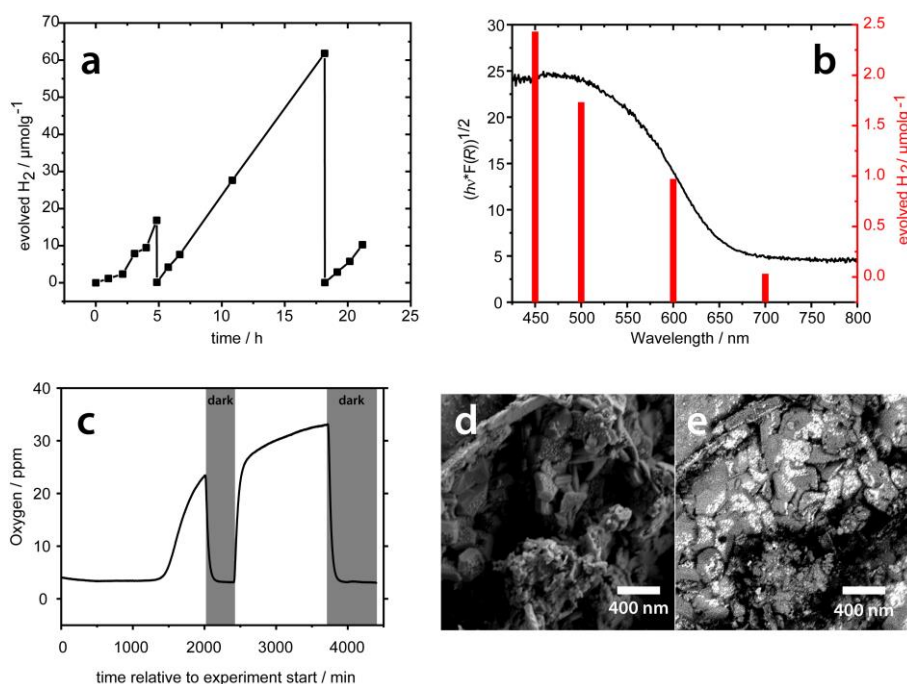 a
evolved H2 / μmolg-1
70
60
50
40
30
20
10
0
0 5 10 15 20 25
time / h
b
(hν*F(R))1/2
30
25
20
15
10
5
0
450 500 550 600 650 700 750 800
Wavelength / nm
2.5
2.0
1.5
1.0
0.5
0.0
evolved H2 / μmolg-1
c
dark
dark
Oxygen / ppm
40
30
20
10
0
0 1000 2000 3000 4000
time relative to experiment start / min
d
400 nm
e
400 nm